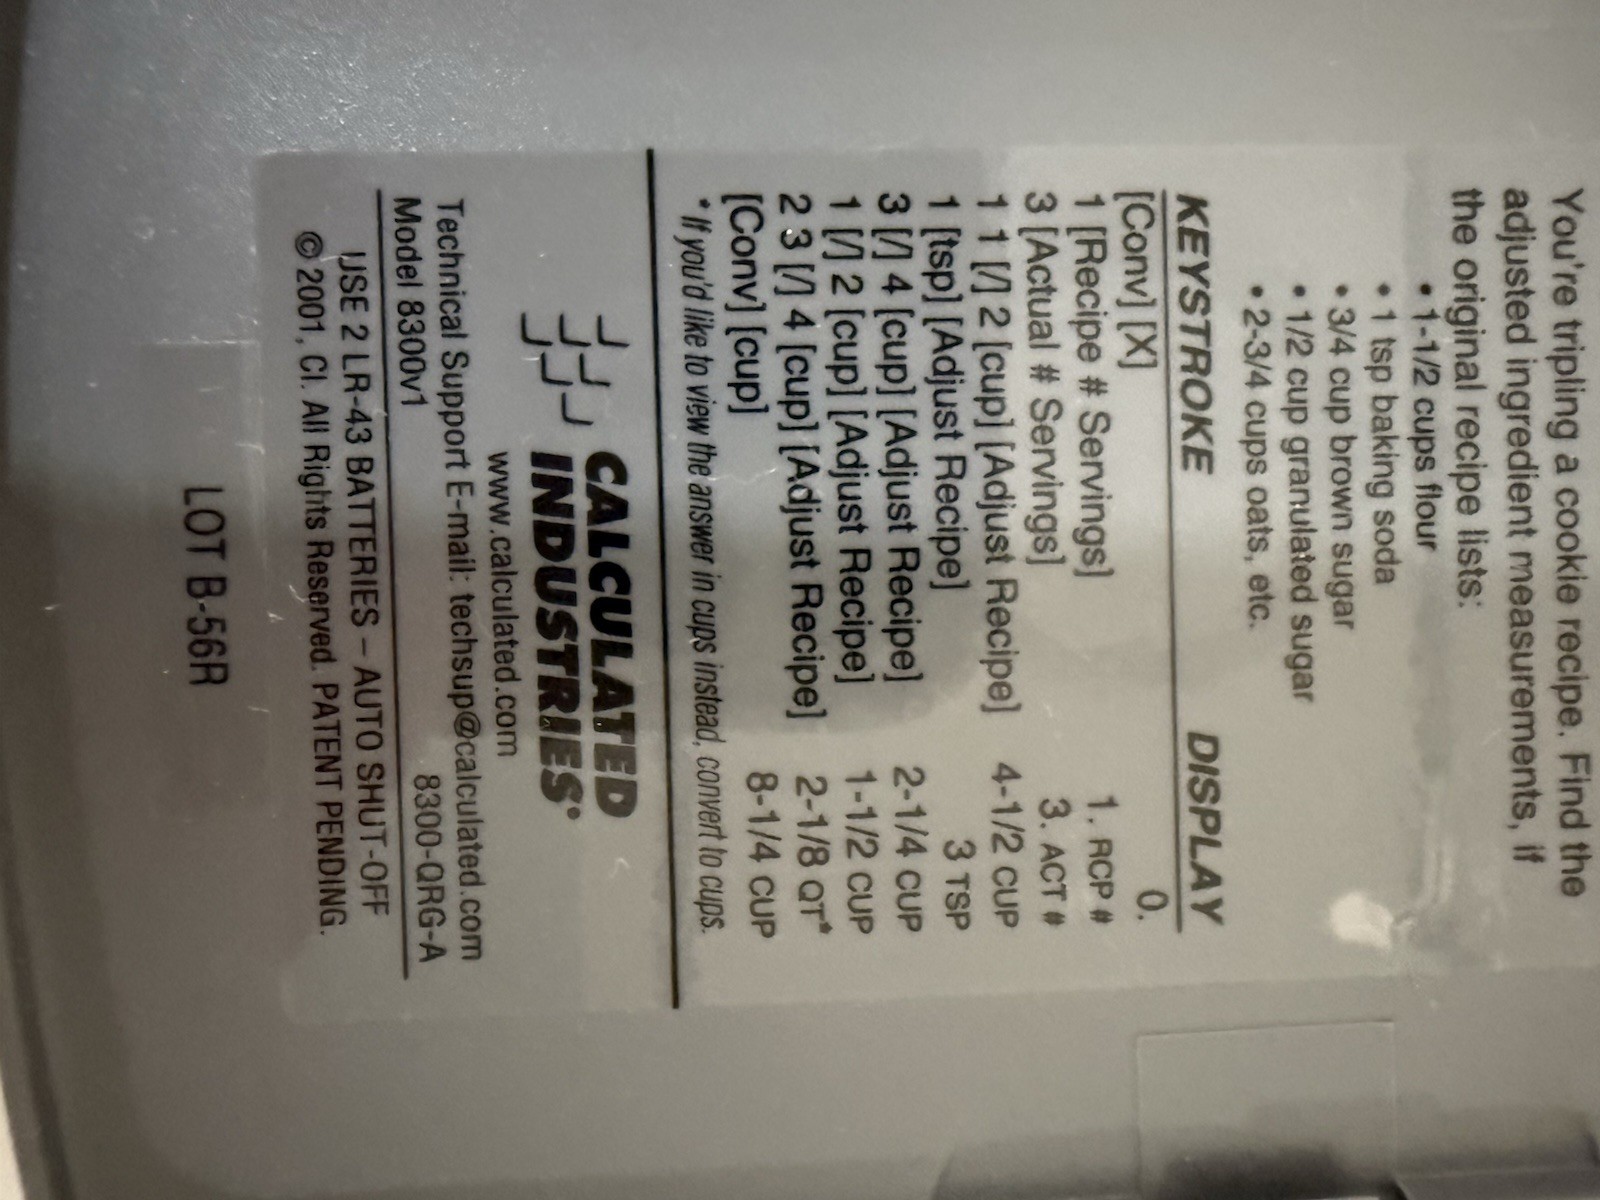 You're tripling a cookie recipe. Find the
adjusted ingredient measurements, if
the original recipe lists:
• 1-1/2 cups flour
• 1 tsp baking soda
• 3/4 cup brown sugar
• 1/2 cup granulated sugar
• 2-3/4 cups oats, etc.
KEYSTROKE DISPLAY
[Conv] [X] 0.
1 [Recipe # Servings] 1. RCP #
3 [Actual # Servings] 3. ACT #
1 1 [/] 2 [cup] [Adjust Recipe] 4-1/2 CUP
1 [tsp] [Adjust Recipe] 3 TSP
3 [/] 4 [cup] [Adjust Recipe] 2-1/4 CUP
1 [/] 2 [cup] [Adjust Recipe] 1-1/2 CUP
2 3 [/] 4 [cup] [Adjust Recipe] 2-1/8 QT*
[Conv] [cup] 8-1/4 CUP
* If you'd like to view the answer in cups instead, convert to cups.
CALCULATED
INDUSTRIES®
www.calculated.com
Technical Support E-mail: techsup@calculated.com
Model 8300v1 8300-QRG-A
USE 2 LR-43 BATTERIES – AUTO SHUT-OFF
© 2001, CI. All Rights Reserved. PATENT PENDING.
LOT B-56R